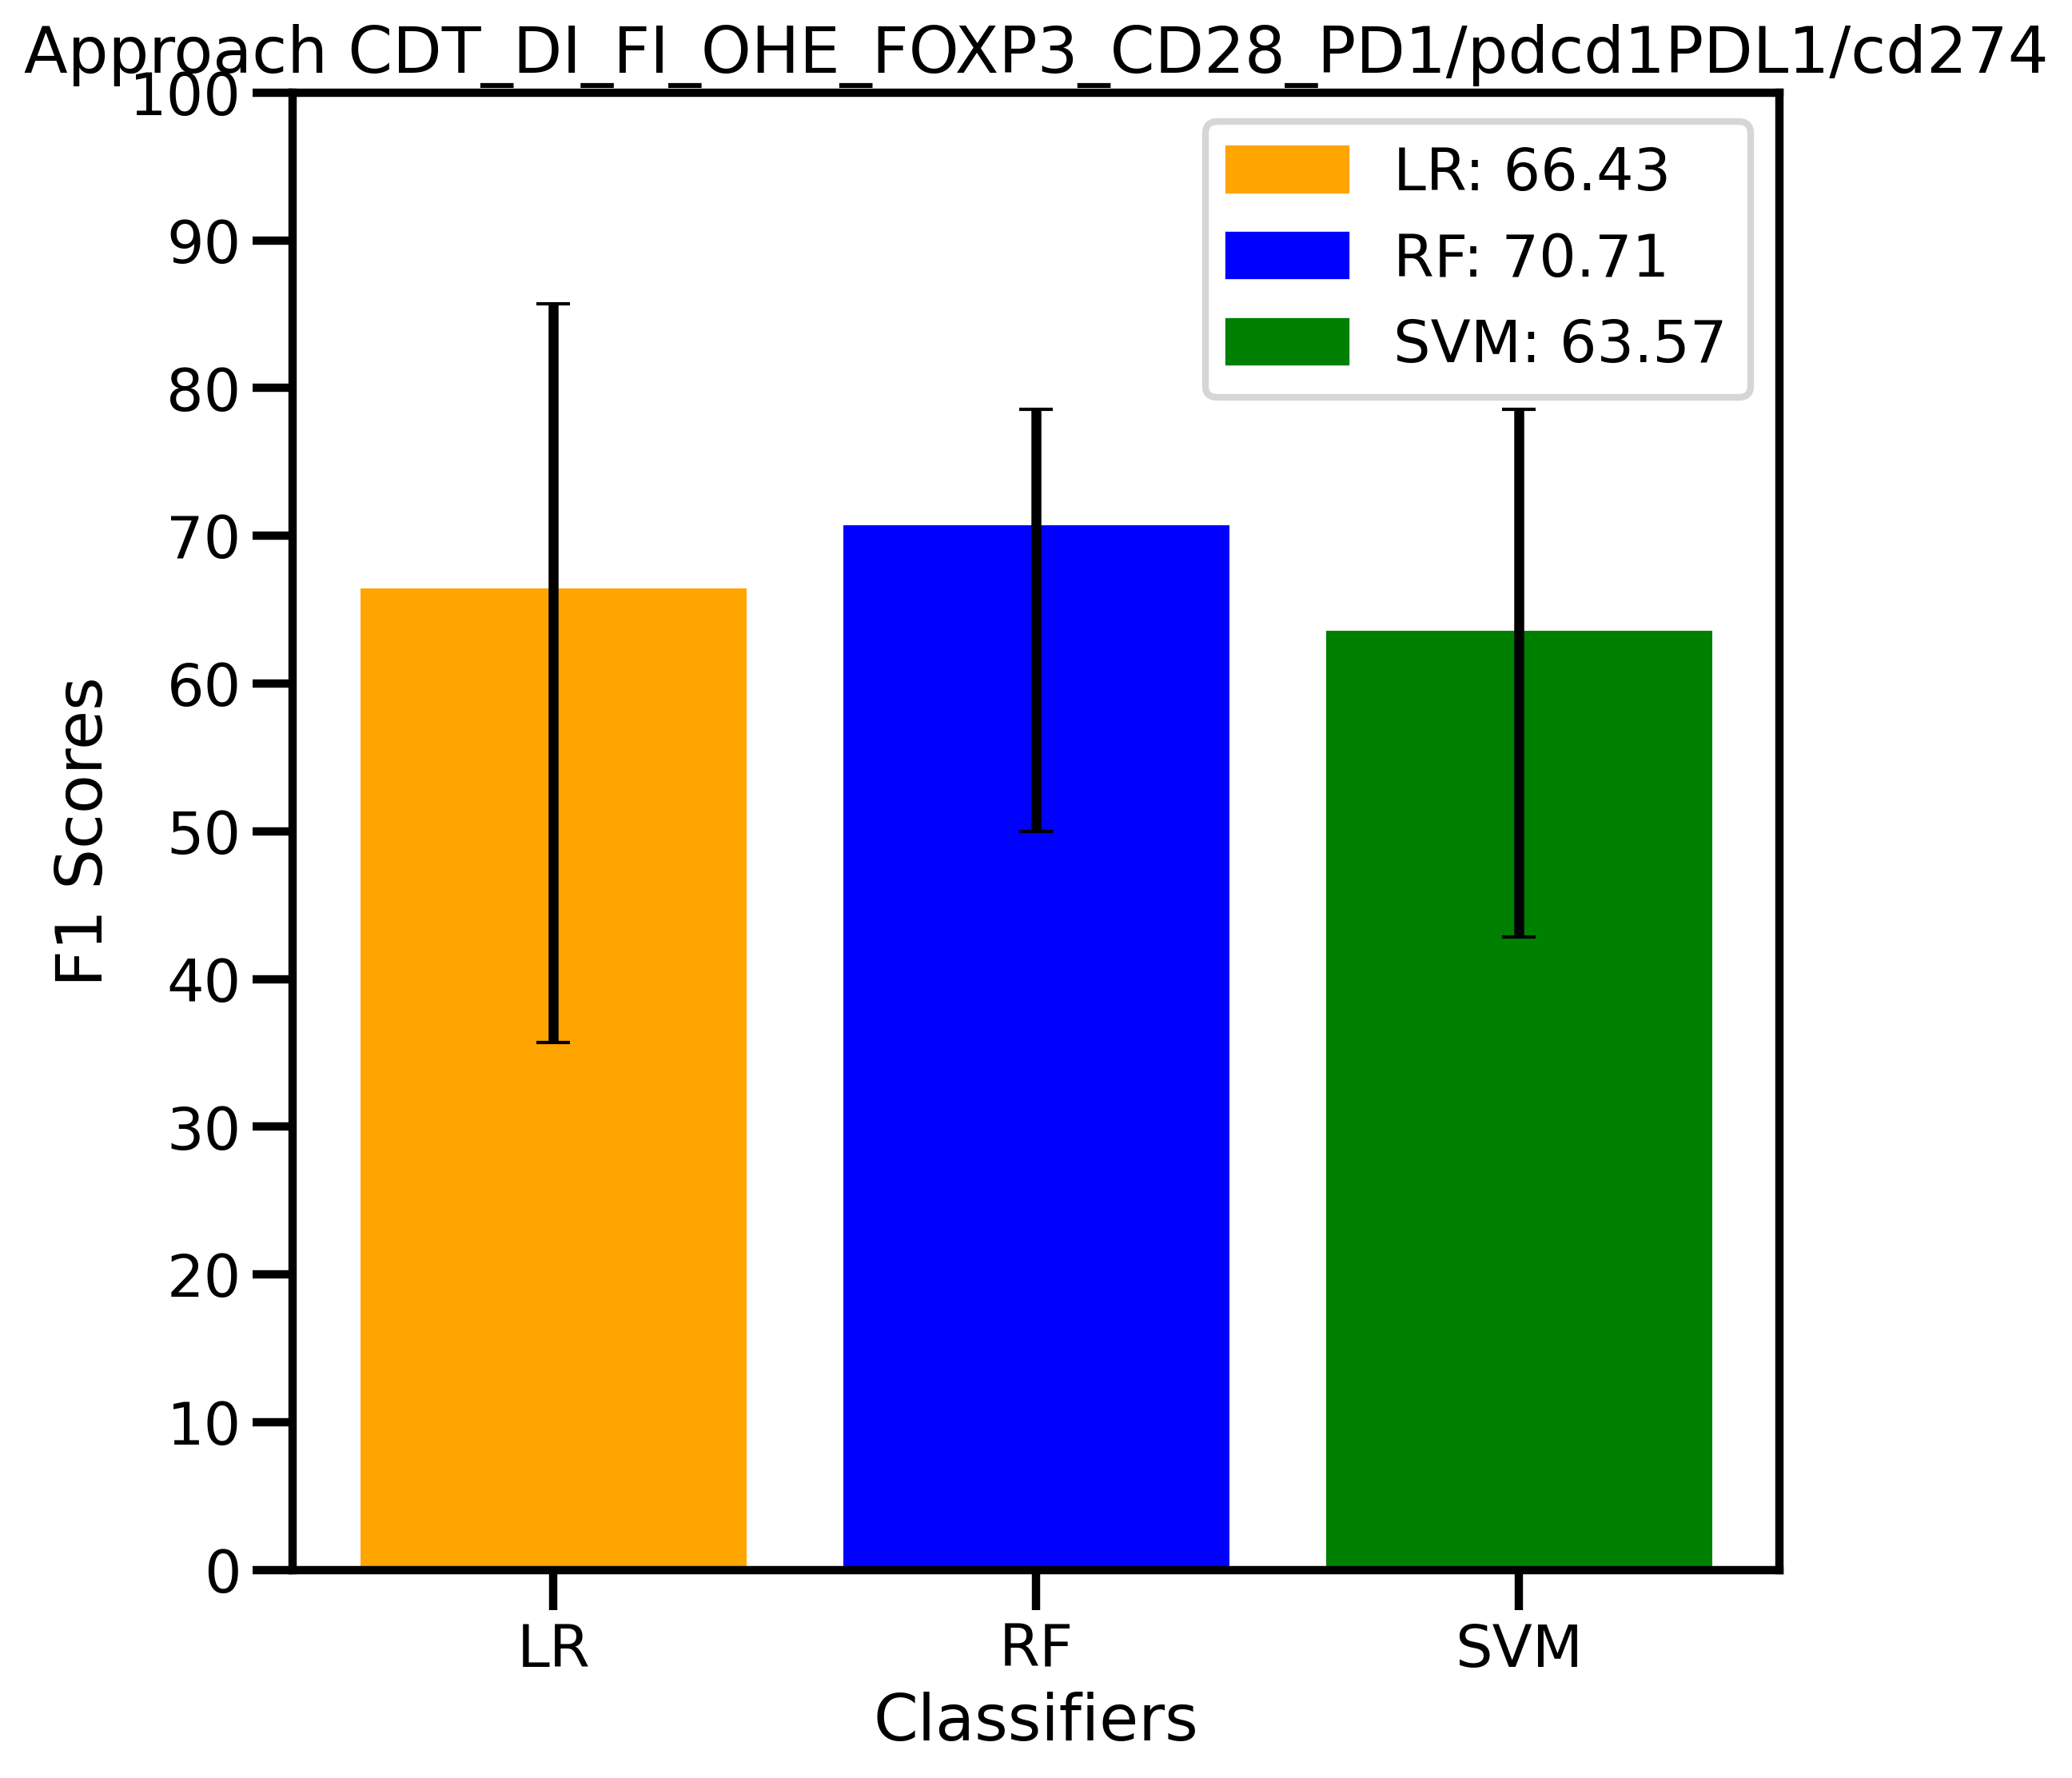 Approach CDT_DI_FI_OHE_FOXP3_CD28_PD1/pdcd1PDL1/cd274
100
90
80
70
60
50
40
30
20
10
0
F1 Scores
LR: 66.43
RF: 70.71
SVM: 63.57
LR
RF
SVM
Classifiers